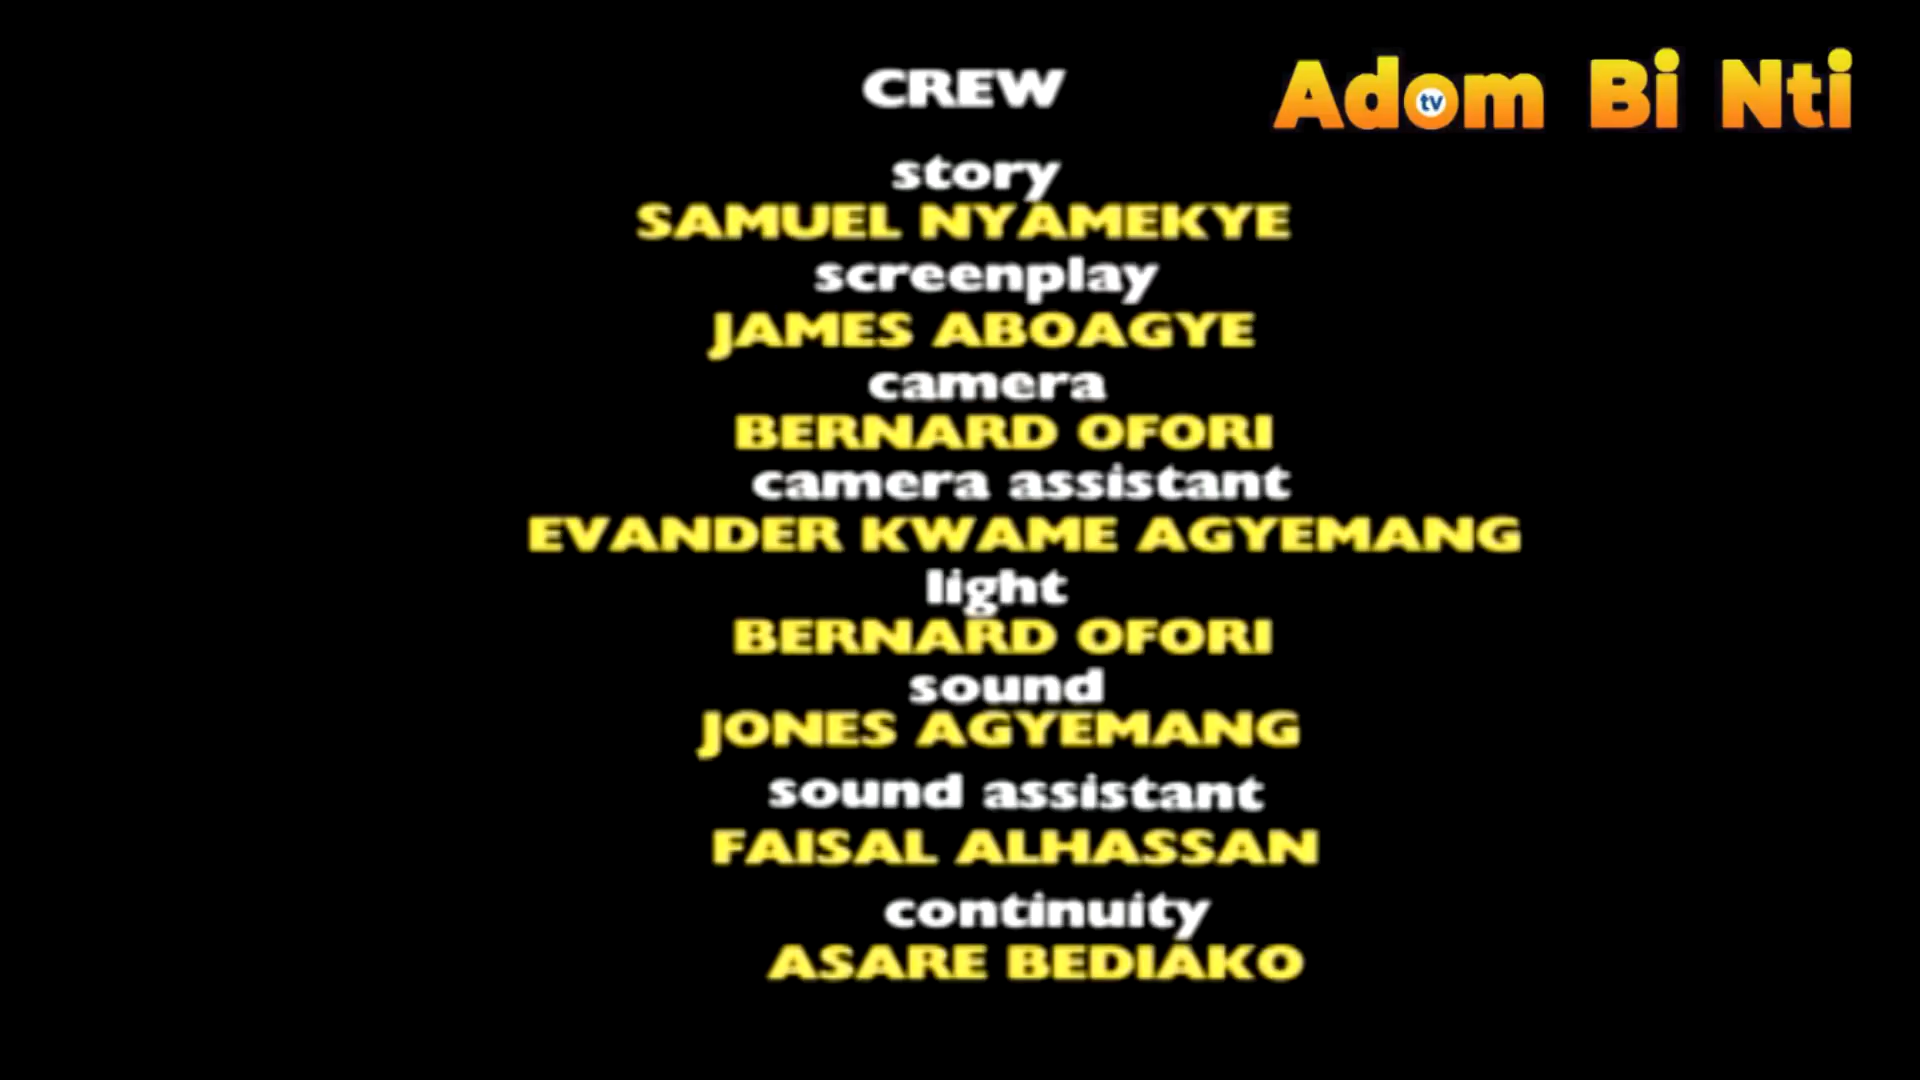 CREW
Adom Bi Nti
tv
story
SAMUEL NYAMEKYE
screenplay
JAMES ABOAGYE
camera
BERNARD OFORI
camera assistant
EVANDER KWAME AGYEMANG
light
BERNARD OFORI
sound
JONES AGYEMANG
sound assistant
FAISAL ALHASSAN
continuity
ASARE BEDIAKO